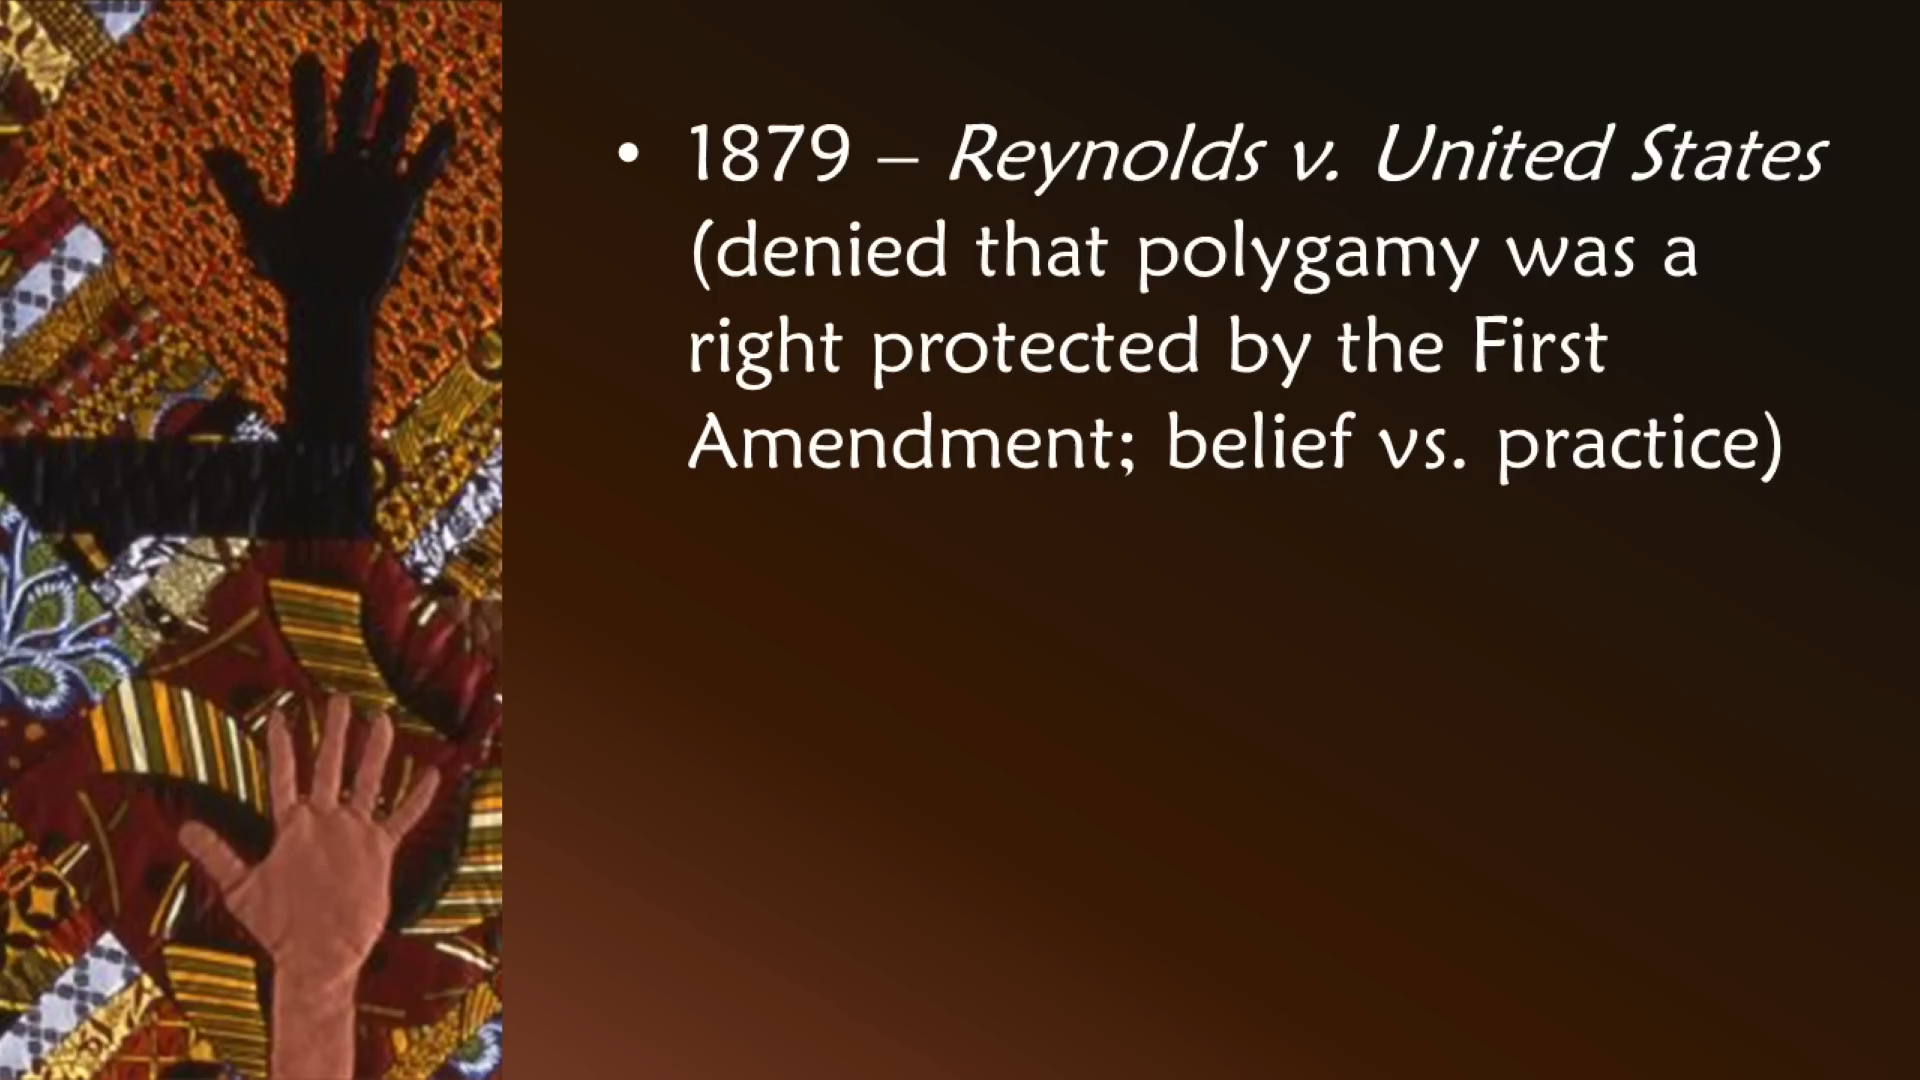 • 1879 – Reynolds v. United States
(denied that polygamy was a
right protected by the First
Amendment; belief vs. practice)